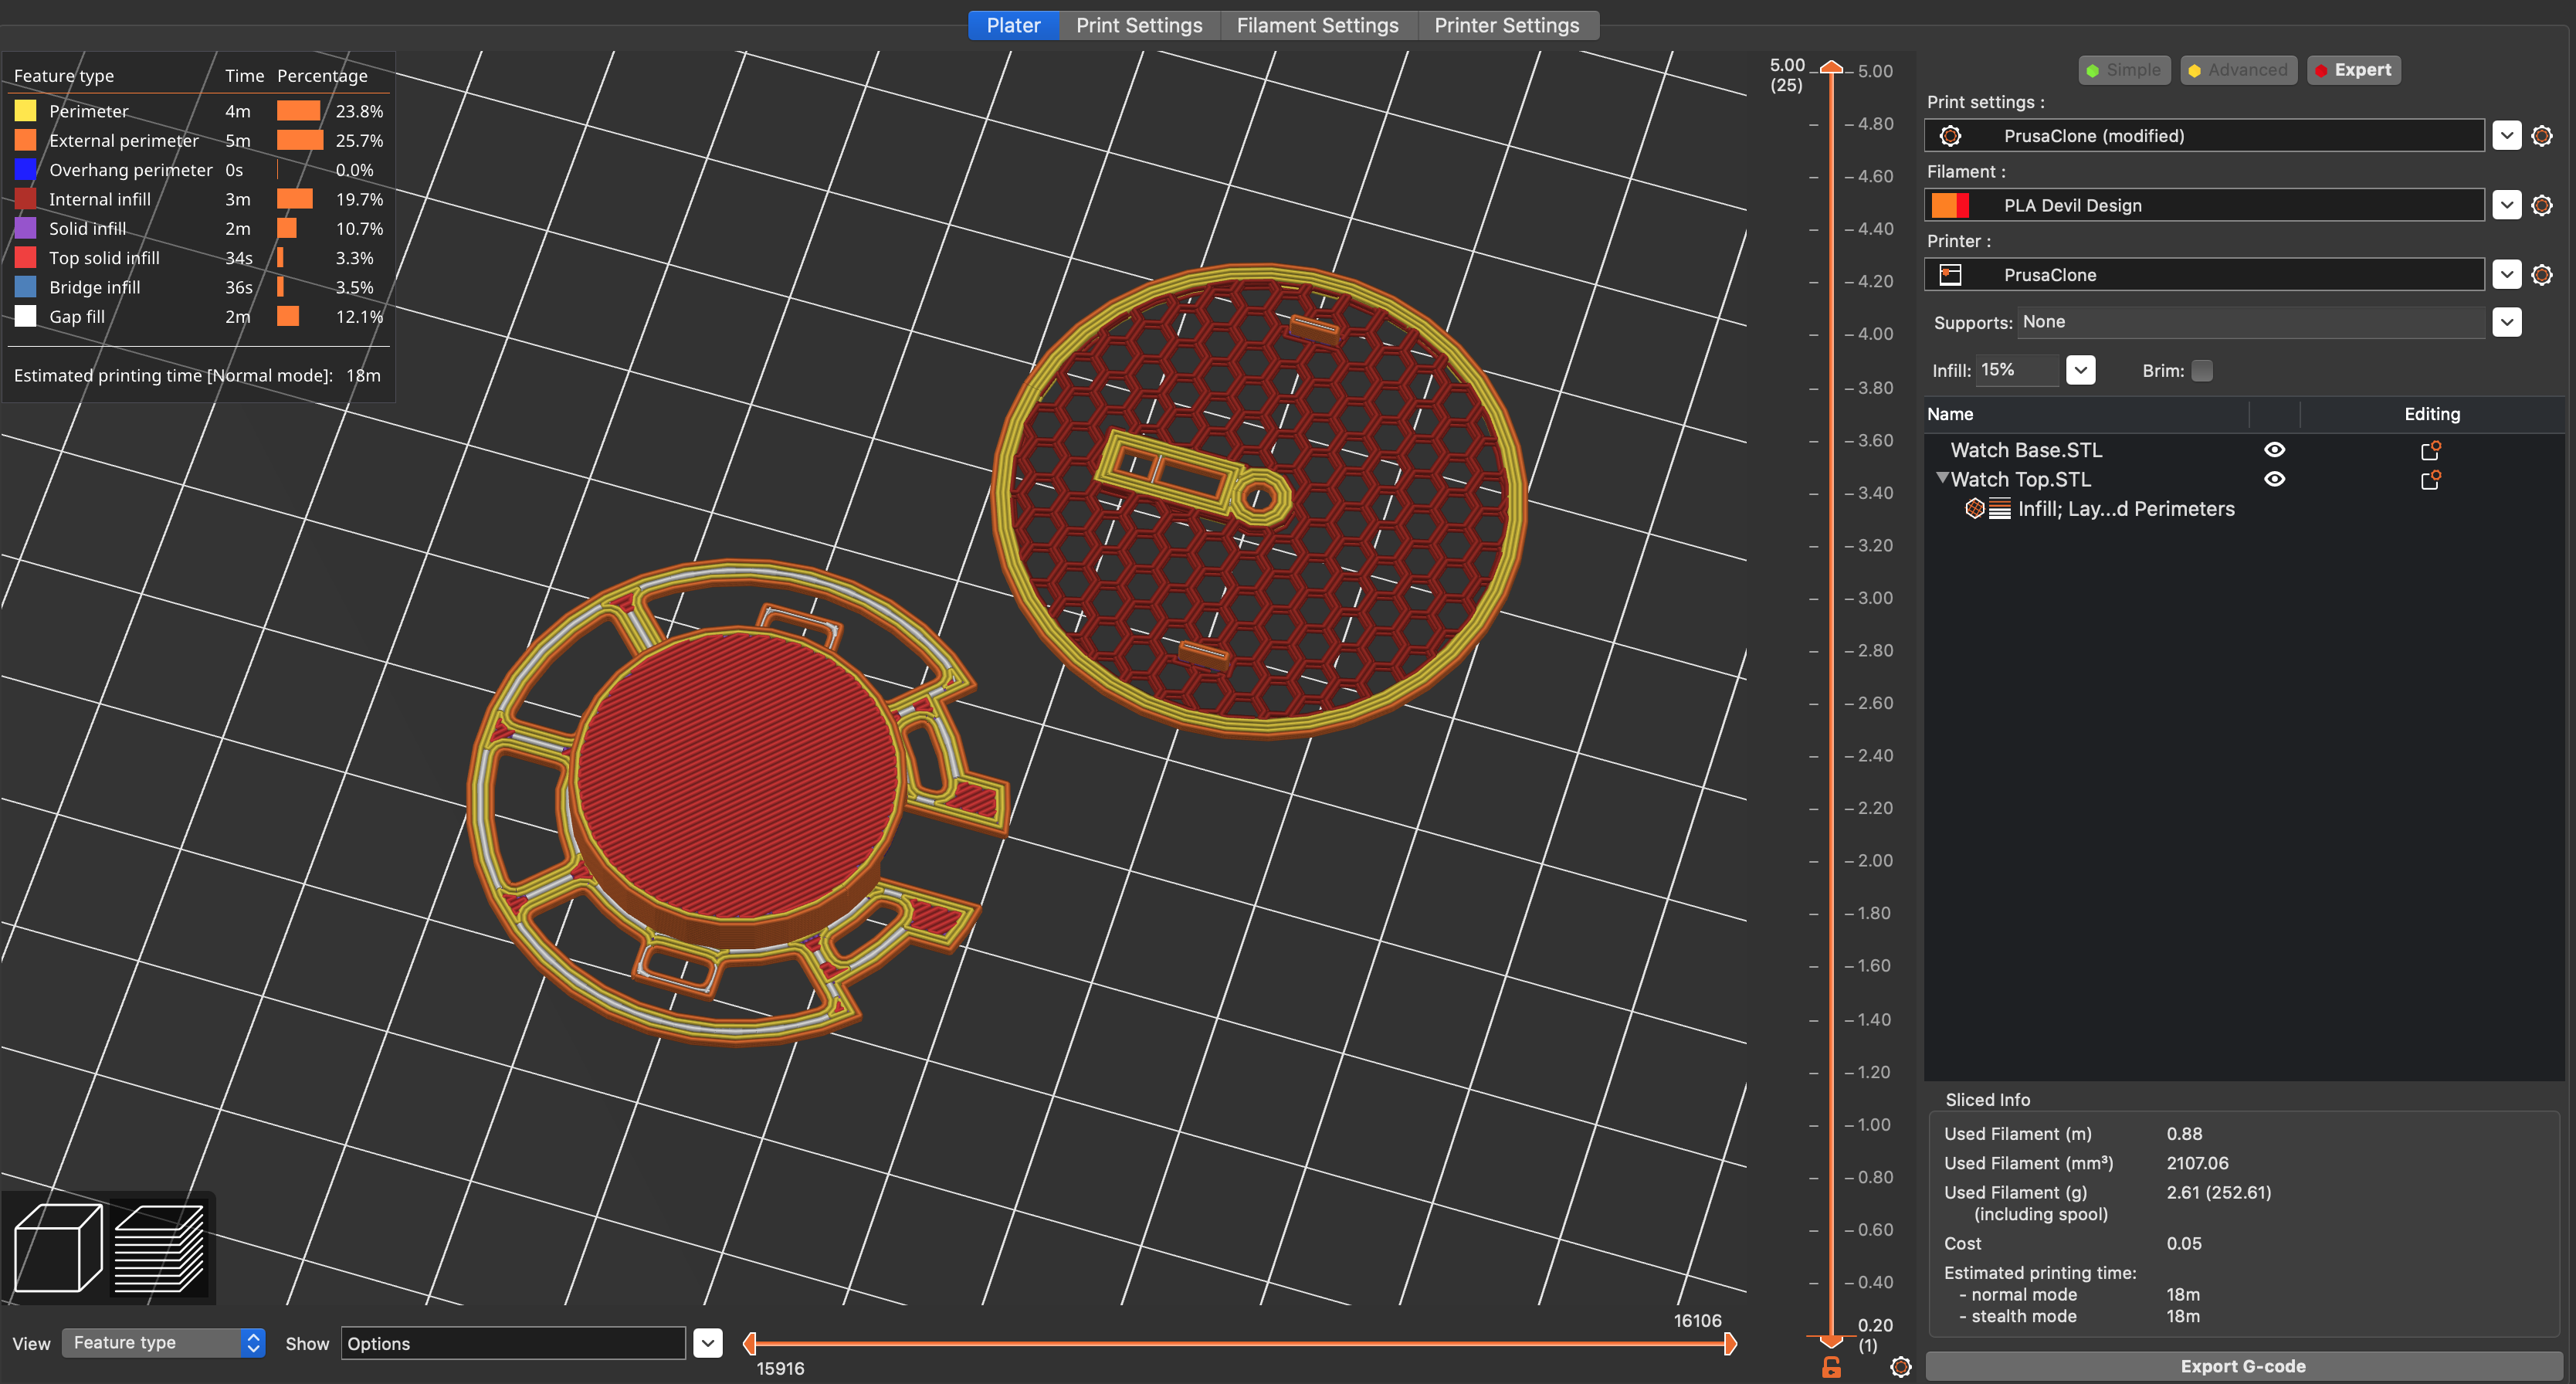 Plater Print Settings Filament Settings Printer Settings
Feature type Time Percentage
Perimeter 4m 23.8%
External perimeter 5m 25.7%
Overhang perimeter 0s 0.0%
Internal infill 3m 19.7%
Solid infill 2m 10.7%
Top solid infill 34s 3.3%
Bridge infill 36s 3.5%
Gap fill 2m 12.1%
Estimated printing time [Normal mode]: 18m
5.00
(25)
5.00
4.80
4.60
4.40
4.20
4.00
3.80
3.60
3.40
3.20
3.00
2.80
2.60
2.40
2.20
2.00
1.80
1.60
1.40
1.20
1.00
0.80
0.60
0.40
0.20
(1)
Simple Advanced Expert
Print settings :
PrusaClone (modified)
Filament :
PLA Devil Design
Printer :
PrusaClone
Supports: None
Infill: 15% Brim:
Name Editing
Watch Base.STL
Watch Top.STL
Infill; Lay...d Perimeters
Sliced Info
Used Filament (m) 0.88
Used Filament (mm³) 2107.06
Used Filament (g) 2.61 (252.61)
(including spool)
Cost 0.05
Estimated printing time:
- normal mode 18m
- stealth mode 18m
Export G-code
View Feature type Show Options
16106
15916